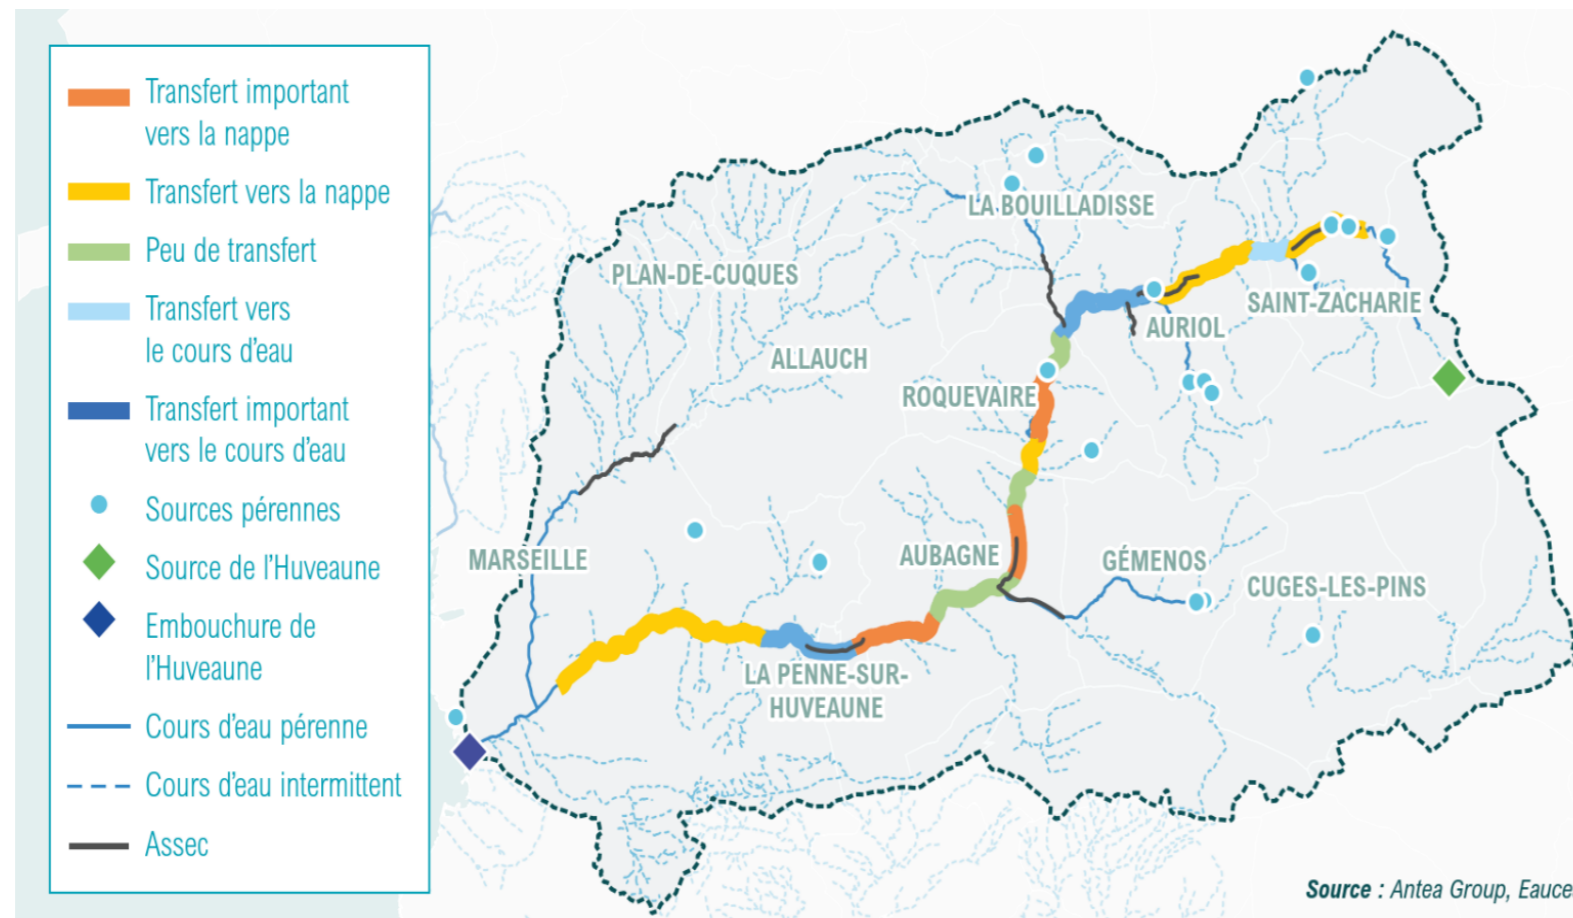 Transfert important
vers la nappe
Transfert vers la nappe
Peu de transfert
Transfert vers
le cours d'eau
Transfert important
vers le cours d'eau
Sources pérennes
Source de l'Huveaune
Embouchure de
l'Huveaune
Cours d'eau pérenne
Cours d'eau intermittent
Assec
LA BOUILLADISSE
PLAN-DE-CUQUES
SAINT-ZACHARIE
AURIOL
ALLAUCH
ROQUEVAIRE
MARSEILLE
AUBAGNE
GÉMENOS
CUGES-LES-PINS
LA PENNE-SUR-
HUVEAUNE
Source : Antea Group, Eauce